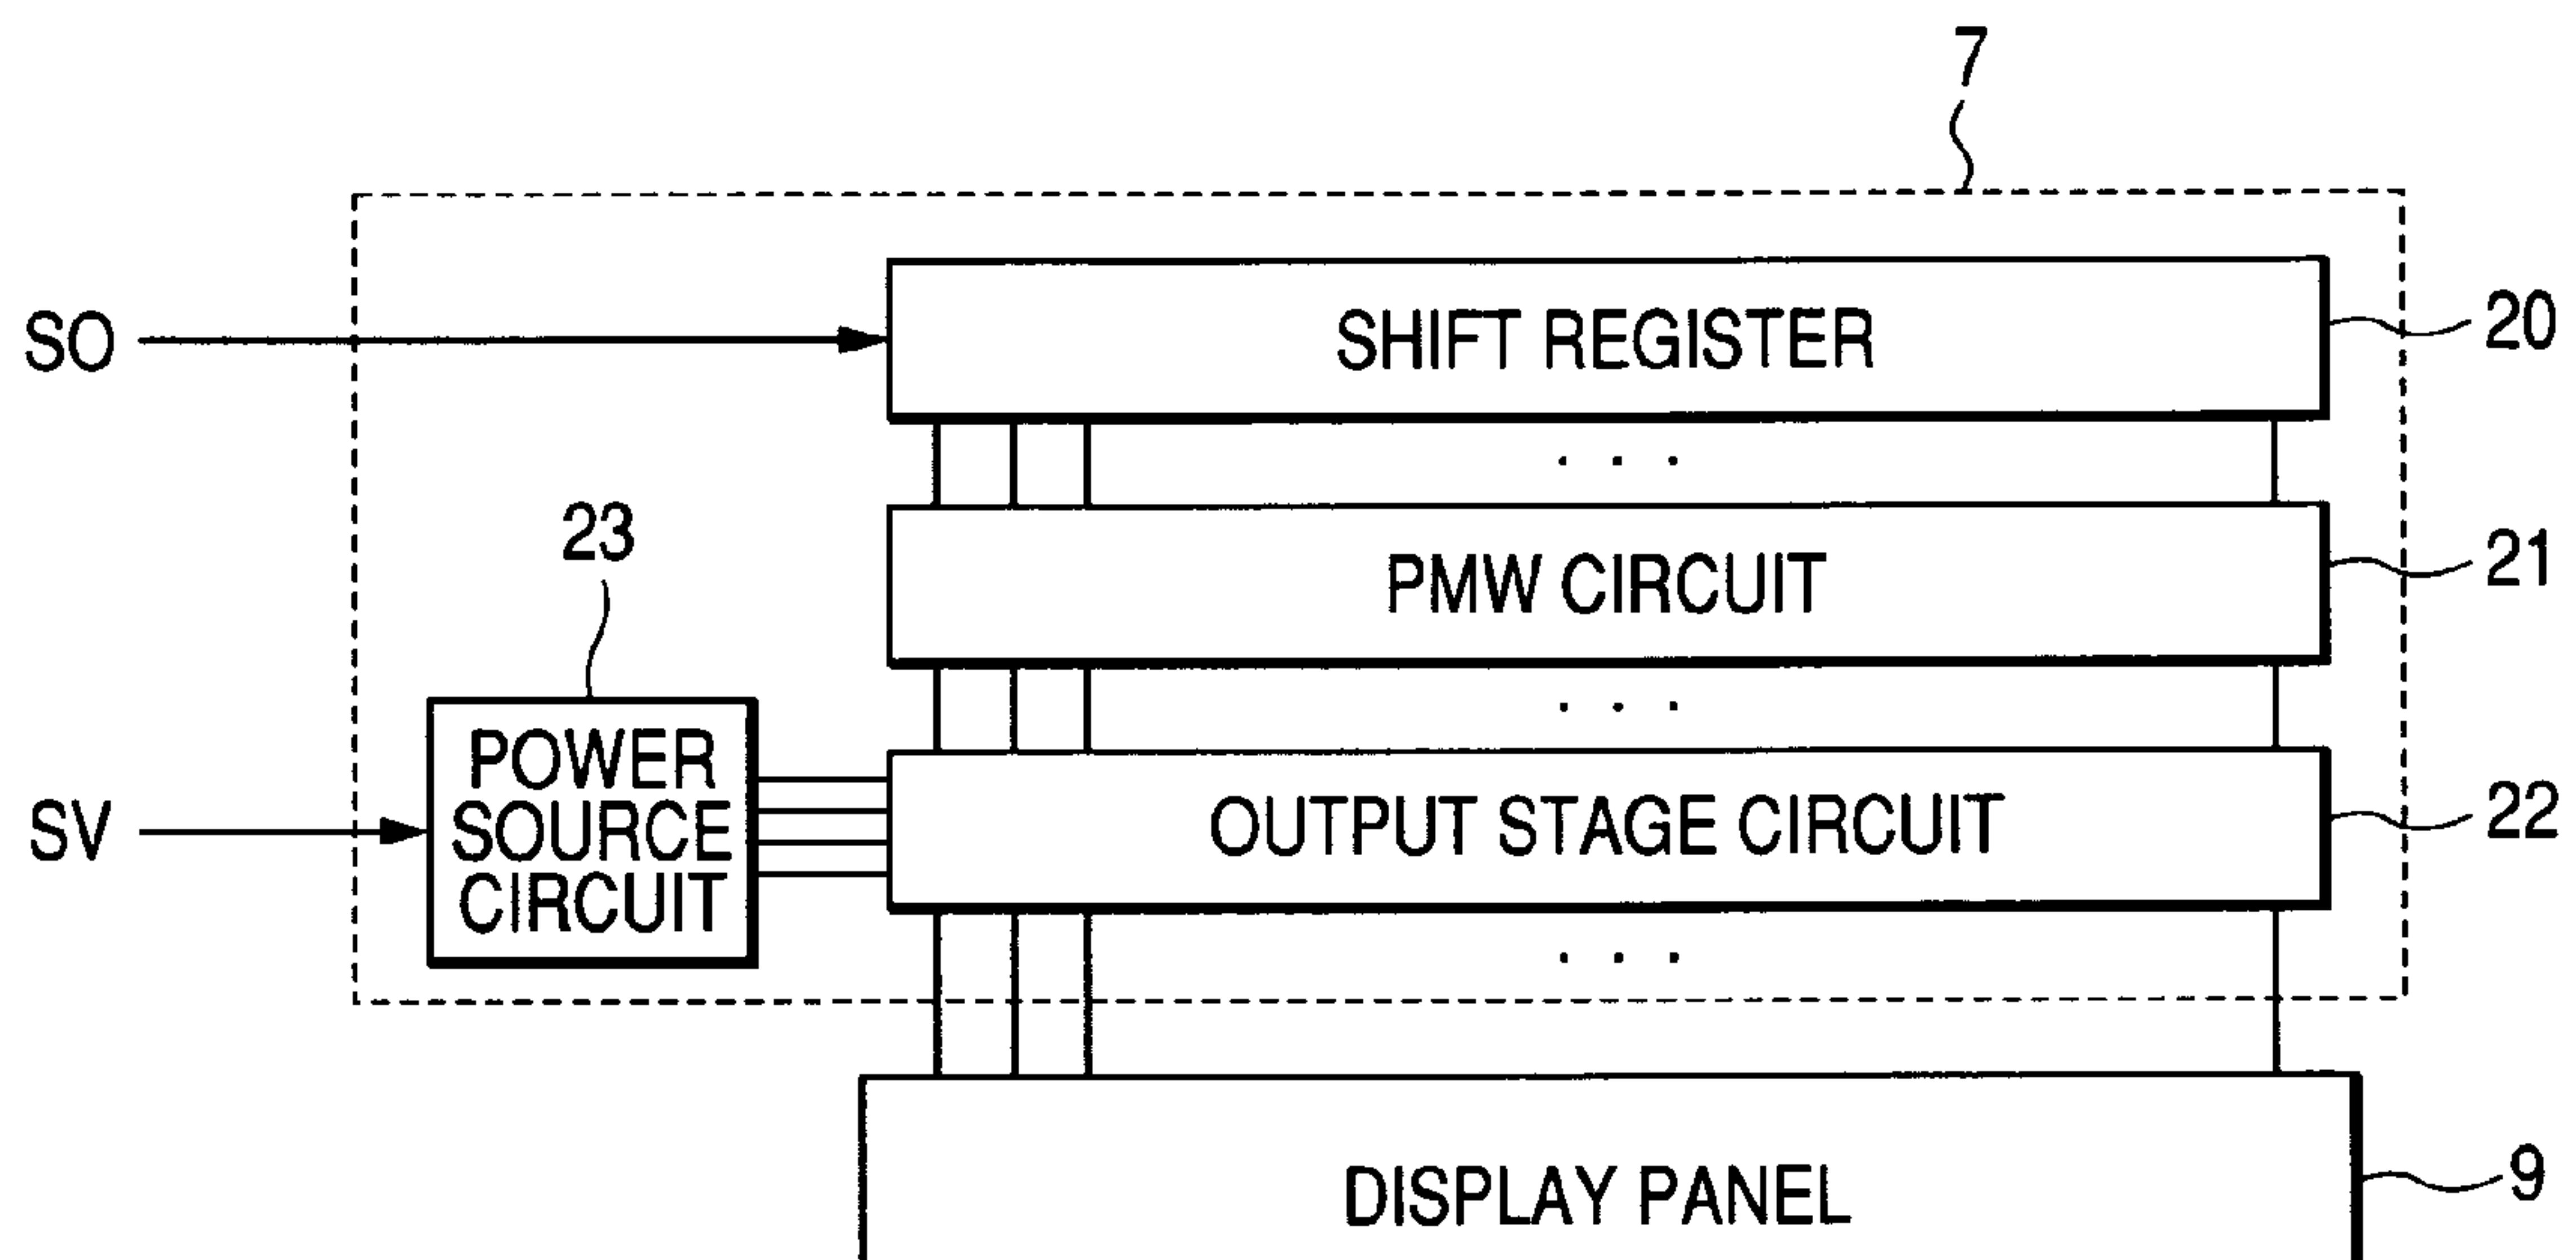 7
SO
SHIFT REGISTER
20
23
PMW CIRCUIT
21
SV
POWER
SOURCE
CIRCUIT
OUTPUT STAGE CIRCUIT
22
DISPLAY PANEL
9